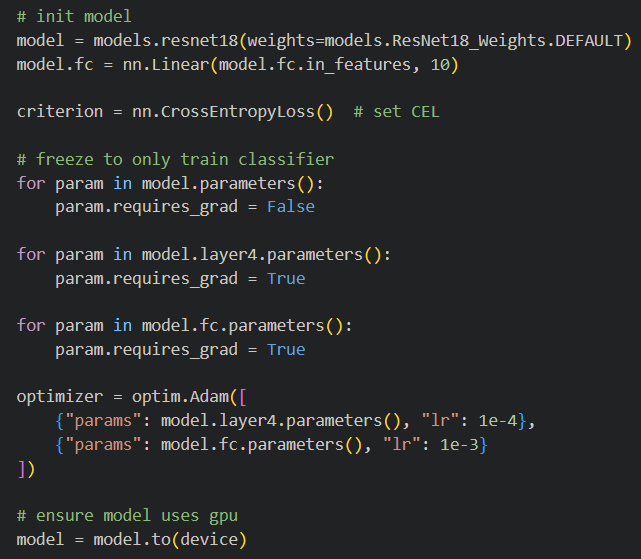 # init model
model = models.resnet18(weights=models.ResNet18_Weights.DEFAULT)
model.fc = nn.Linear(model.fc.in_features, 10)

criterion = nn.CrossEntropyLoss()  # set CEL

# freeze to only train classifier
for param in model.parameters():
    param.requires_grad = False

for param in model.layer4.parameters():
    param.requires_grad = True

for param in model.fc.parameters():
    param.requires_grad = True

optimizer = optim.Adam([
    {"params": model.layer4.parameters(), "lr": 1e-4},
    {"params": model.fc.parameters(), "lr": 1e-3}
])

# ensure model uses gpu
model = model.to(device)